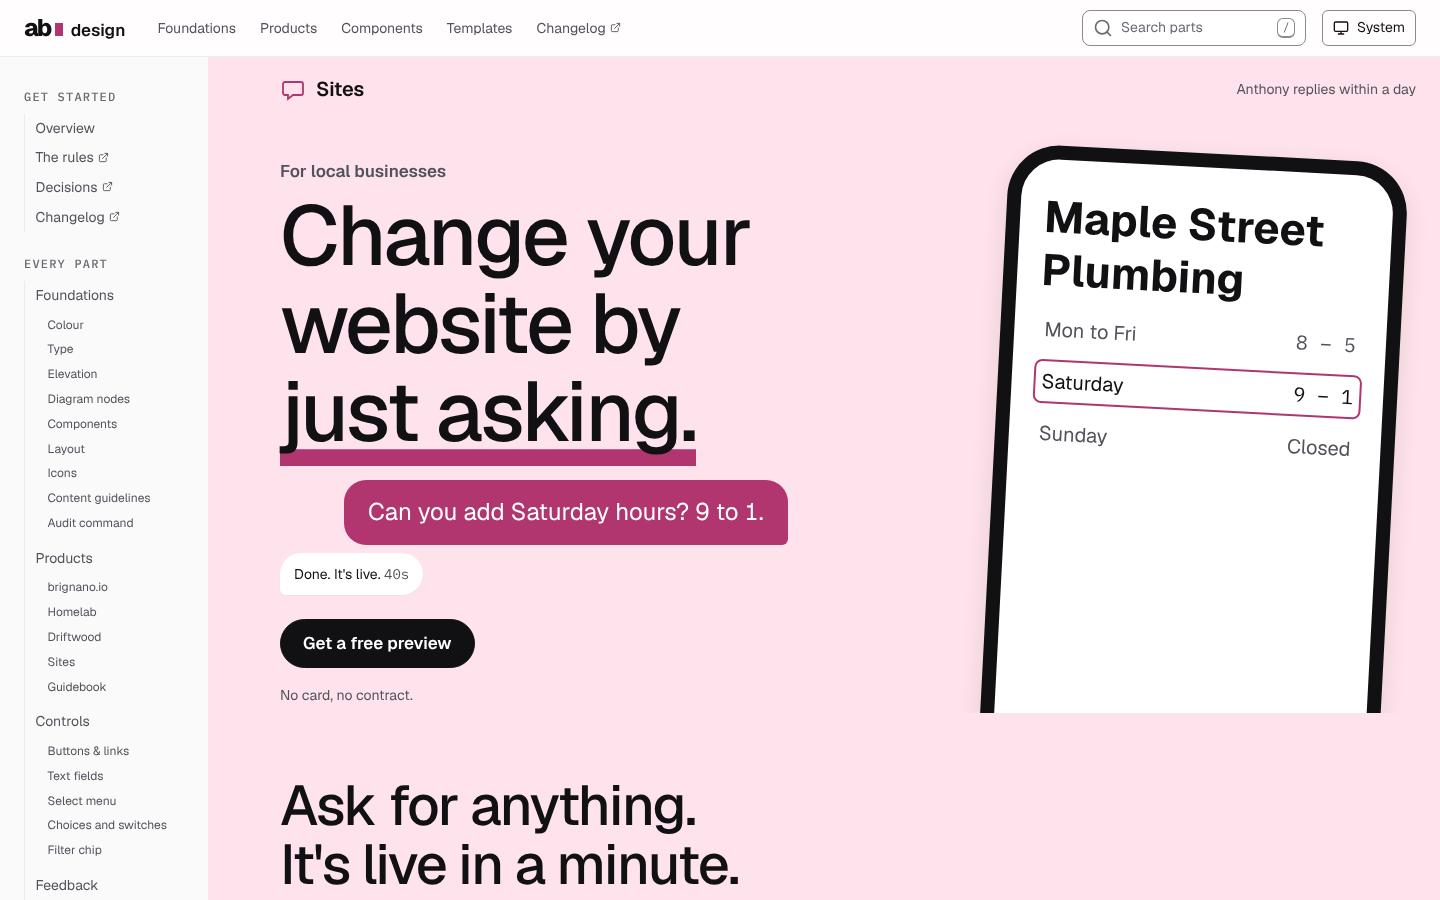 ab design
Foundations
Products
Components
Templates
Changelog
Search parts
/
System
GET STARTED
Overview
The rules
Decisions
Changelog
EVERY PART
Foundations
Colour
Type
Elevation
Diagram nodes
Components
Layout
Icons
Content guidelines
Audit command
Products
brignano.io
Homelab
Driftwood
Sites
Guidebook
Controls
Buttons & links
Text fields
Select menu
Choices and switches
Filter chip
Feedback
Sites
Anthony replies within a day
For local businesses
Change your
website by
just asking.
Can you add Saturday hours? 9 to 1.
Done. It's live. 40s
Get a free preview
No card, no contract.
Maple Street
Plumbing
Mon to Fri 8 – 5
Saturday 9 – 1
Sunday Closed
Ask for anything.
It's live in a minute.